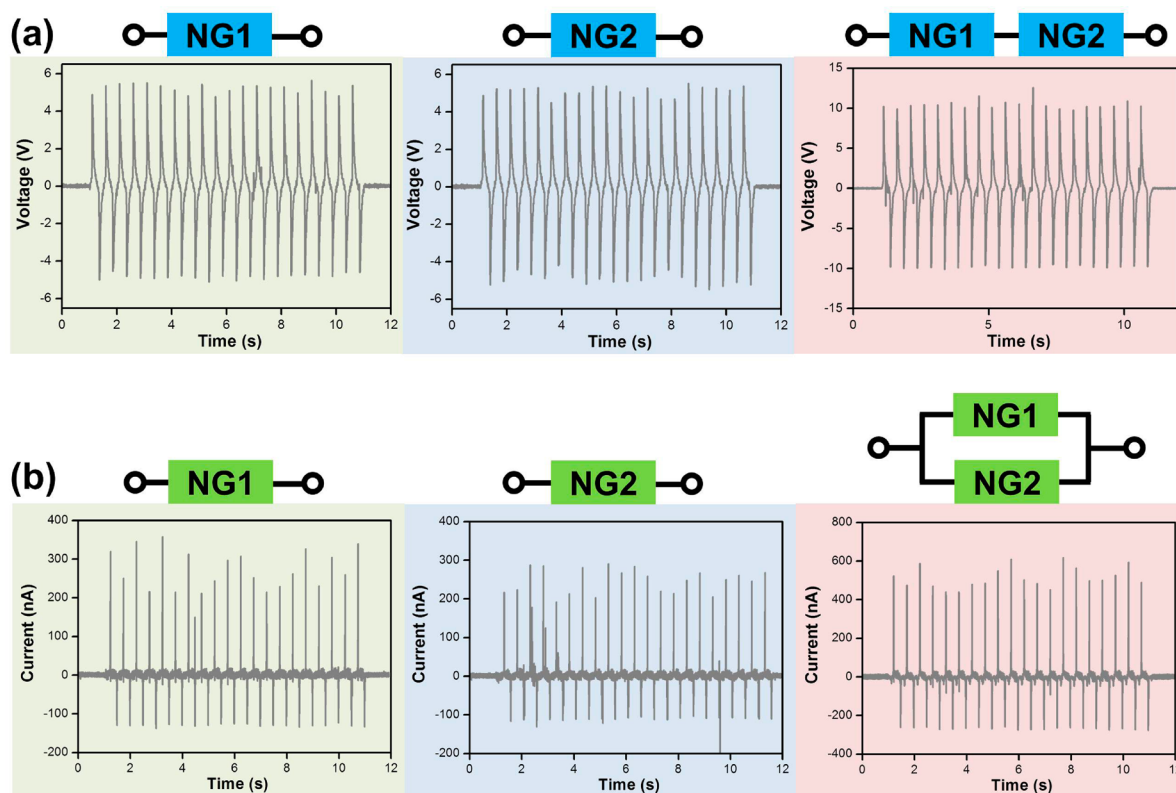 (a)
NG1
NG2
NG1 NG2
6
4
2
0
-2
-4
-6
Voltage (V)
0 2 4 6 8 10 12
Time (s)
6
4
2
0
-2
-4
-6
Voltage (V)
0 2 4 6 8 10 12
Time (s)
15
10
5
0
-5
-10
-15
Voltage (V)
0 5 10
Time (s)
(b)
NG1
NG2
NG1
NG2
400
300
200
100
0
-100
-200
Current (nA)
0 2 4 6 8 10 12
Time (s)
400
300
200
100
0
-100
-200
Current (nA)
0 2 4 6 8 10 12
Time (s)
800
600
400
200
0
-200
-400
Current (nA)
0 2 4 6 8 10
Time (s)